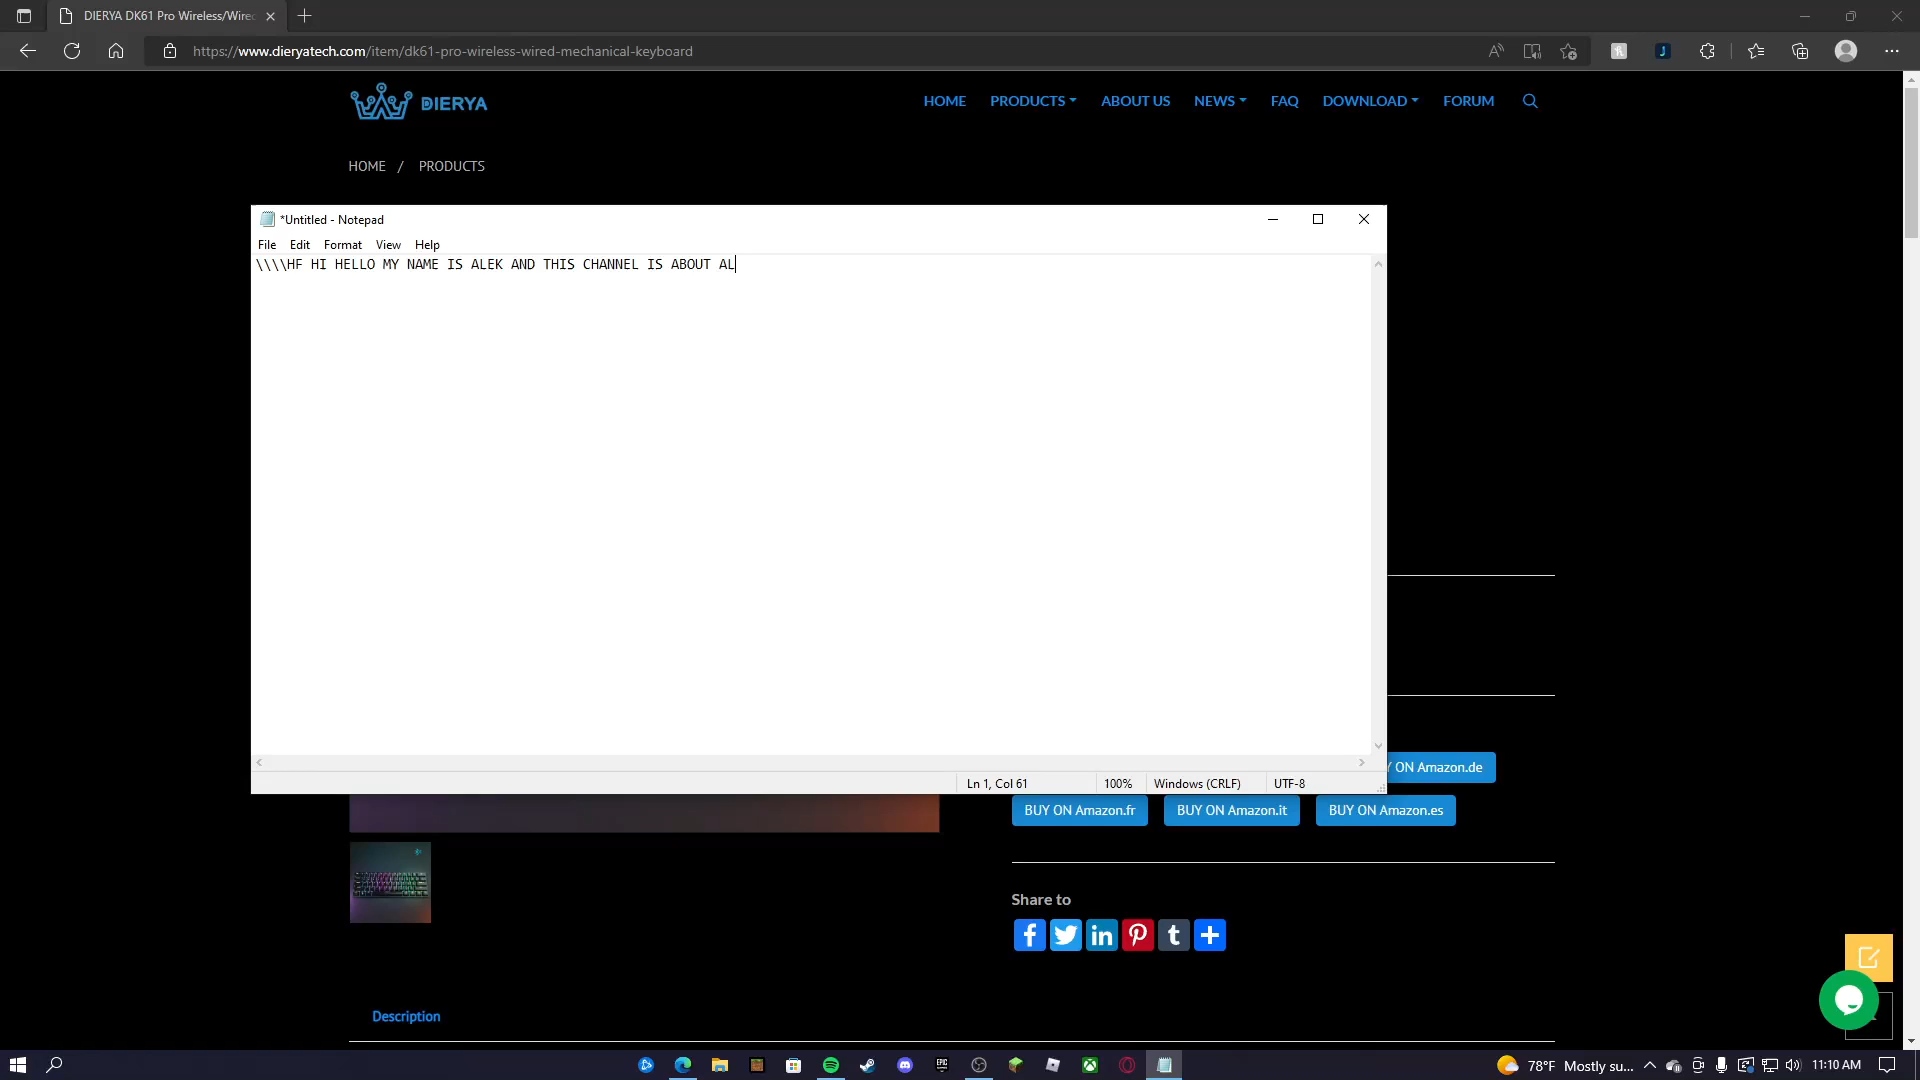 DIERYA DK61 Pro Wireless/Wire
https://www.dieryatech.com/item/dk61-pro-wireless-wired-mechanical-keyboard
DIERYA
HOME PRODUCTS ABOUT US NEWS FAQ DOWNLOAD FORUM
HOME / PRODUCTS
*Untitled - Notepad
File Edit Format View Help
\\\\HF HI HELLO MY NAME IS ALEK AND THIS CHANNEL IS ABOUT AL
Ln 1, Col 61 100% Windows (CRLF) UTF-8
Y ON Amazon.de
BUY ON Amazon.fr BUY ON Amazon.it BUY ON Amazon.es
Share to
Description
78°F Mostly su... 11:10 AM